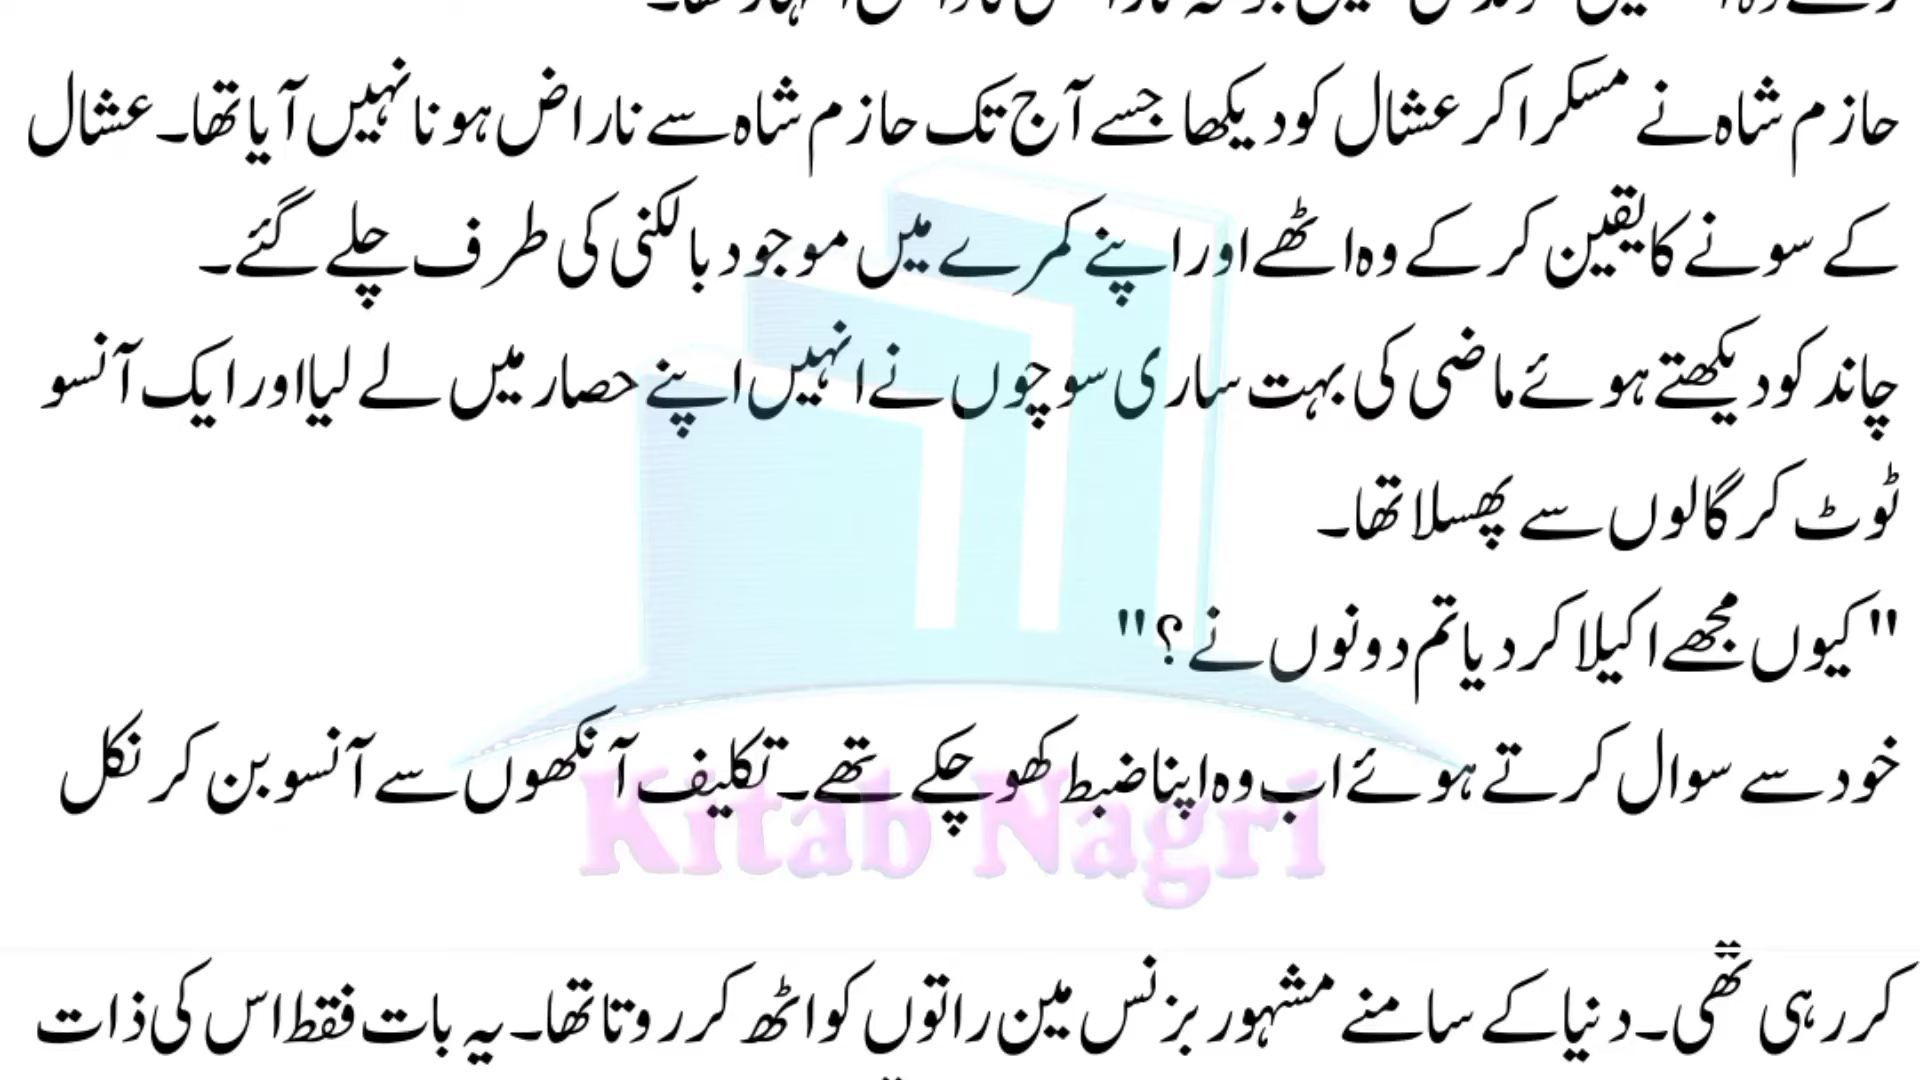 حازم شاہ نے مسکرا کر عشال کو دیکھا جسے آج تک حازم شاہ سے ناراض ہونا نہیں آیا تھا۔ عشال
کے سونے کا یقین کر کے وہ اٹھے اور اپنے کمرے میں موجود بالکنی کی طرف چلے گئے۔
چاند کو دیکھتے ہوئے ماضی کی بہت ساری سوچوں نے انہیں اپنے حصار میں لے لیا اور ایک آنسو
ٹوٹ کر گالوں سے پھسلا تھا۔
"کیوں مجھے اکیلا کر دیا تم دونوں نے؟"
خود سے سوال کرتے ہوئے اب وہ اپنا ضبط کھو چکے تھے۔ تکلیف آنکھوں سے آنسو بن کر نکل
Kitab Nagri
کر رہی تھی۔ دنیا کے سامنے مشہور بزنس مین راتوں کو اٹھ کر روتا تھا۔ یہ بات فقط اس کی ذات